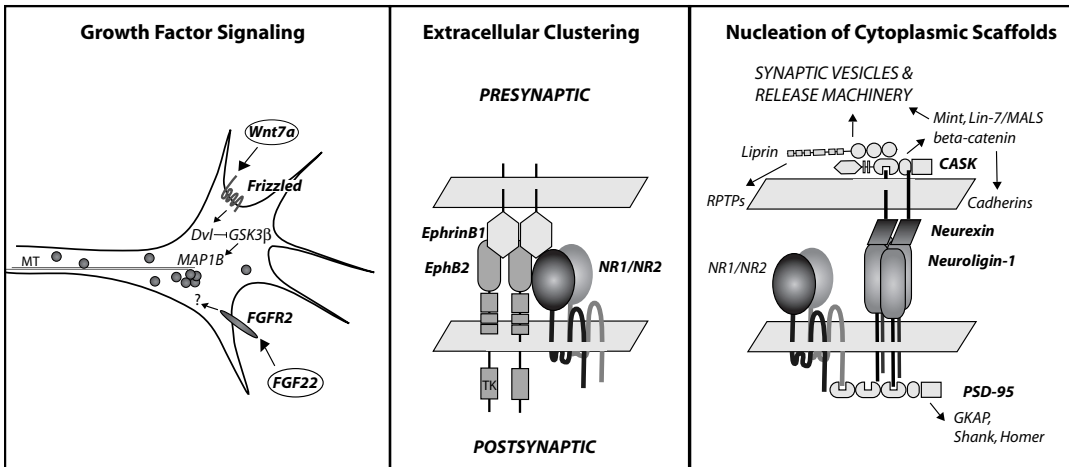 Growth Factor Signaling
Wnt7a
Frizzled
Dvl GSK3β
MT
MAP1B
?
FGFR2
FGF22
Extracellular Clustering
PRESYNAPTIC
EphrinB1
EphB2
NR1/NR2
TK
POSTSYNAPTIC
Nucleation of Cytoplasmic Scaffolds
SYNAPTIC VESICLES &
RELEASE MACHINERY
Mint, Lin-7/MALS
beta-catenin
Liprin
CASK
RPTPs
Cadherins
Neurexin
Neuroligin-1
NR1/NR2
PSD-95
GKAP,
Shank, Homer